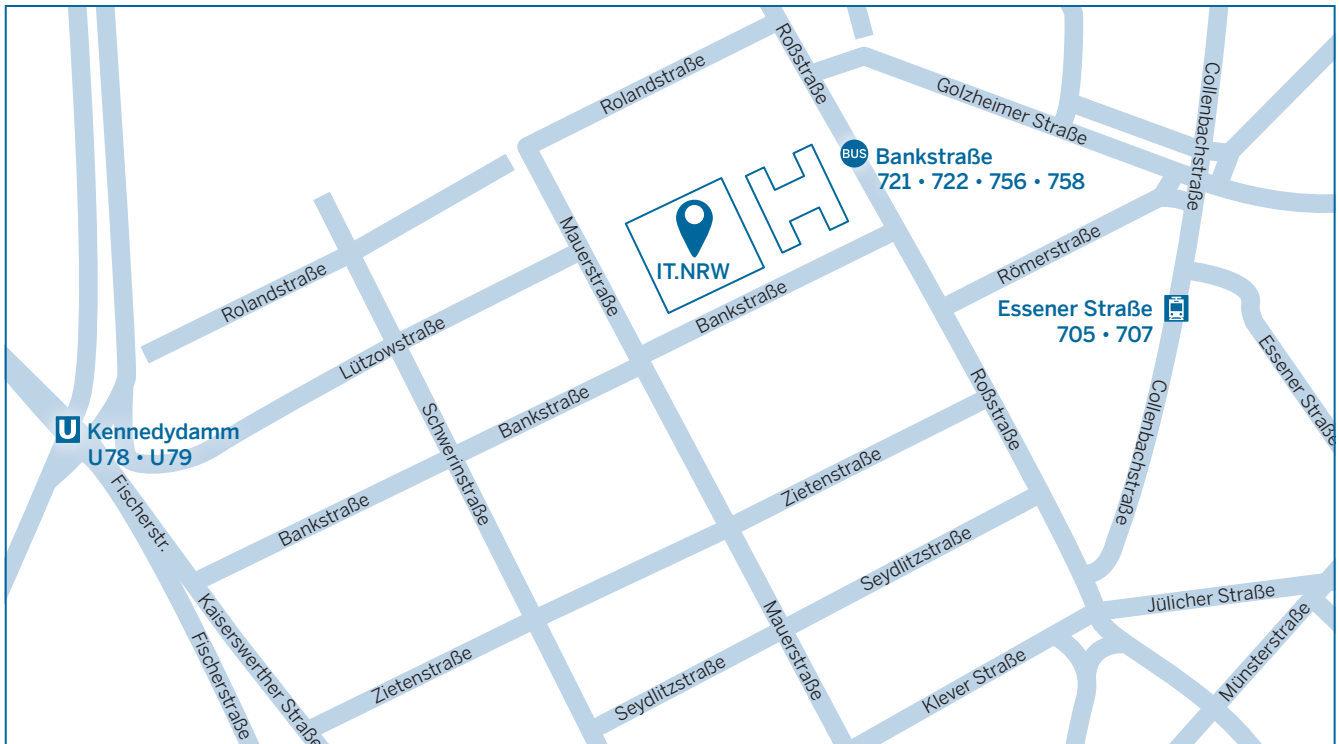 Roßstraße
Rolandstraße
Collenbachstraße
Golzheimer Straße
BUS
Bankstraße
721 • 722 • 756 • 758
Mauerstraße
IT.NRW
Römerstraße
Rolandstraße
Bankstraße
Essener Straße
705 • 707
Lützowstraße
Essener Straße
Roßstraße
Collenbachstraße
Bankstraße
Schwerinstraße
U
Kennedydamm
U78 • U79
Zietenstraße
Fischerstr.
Bankstraße
Seydlitzstraße
Jülicher Straße
Kaiserswerther Straße
Fischerstraße
Mauerstraße
Münsterstraße
Zietenstraße
Seydlitzstraße
Klever Straße